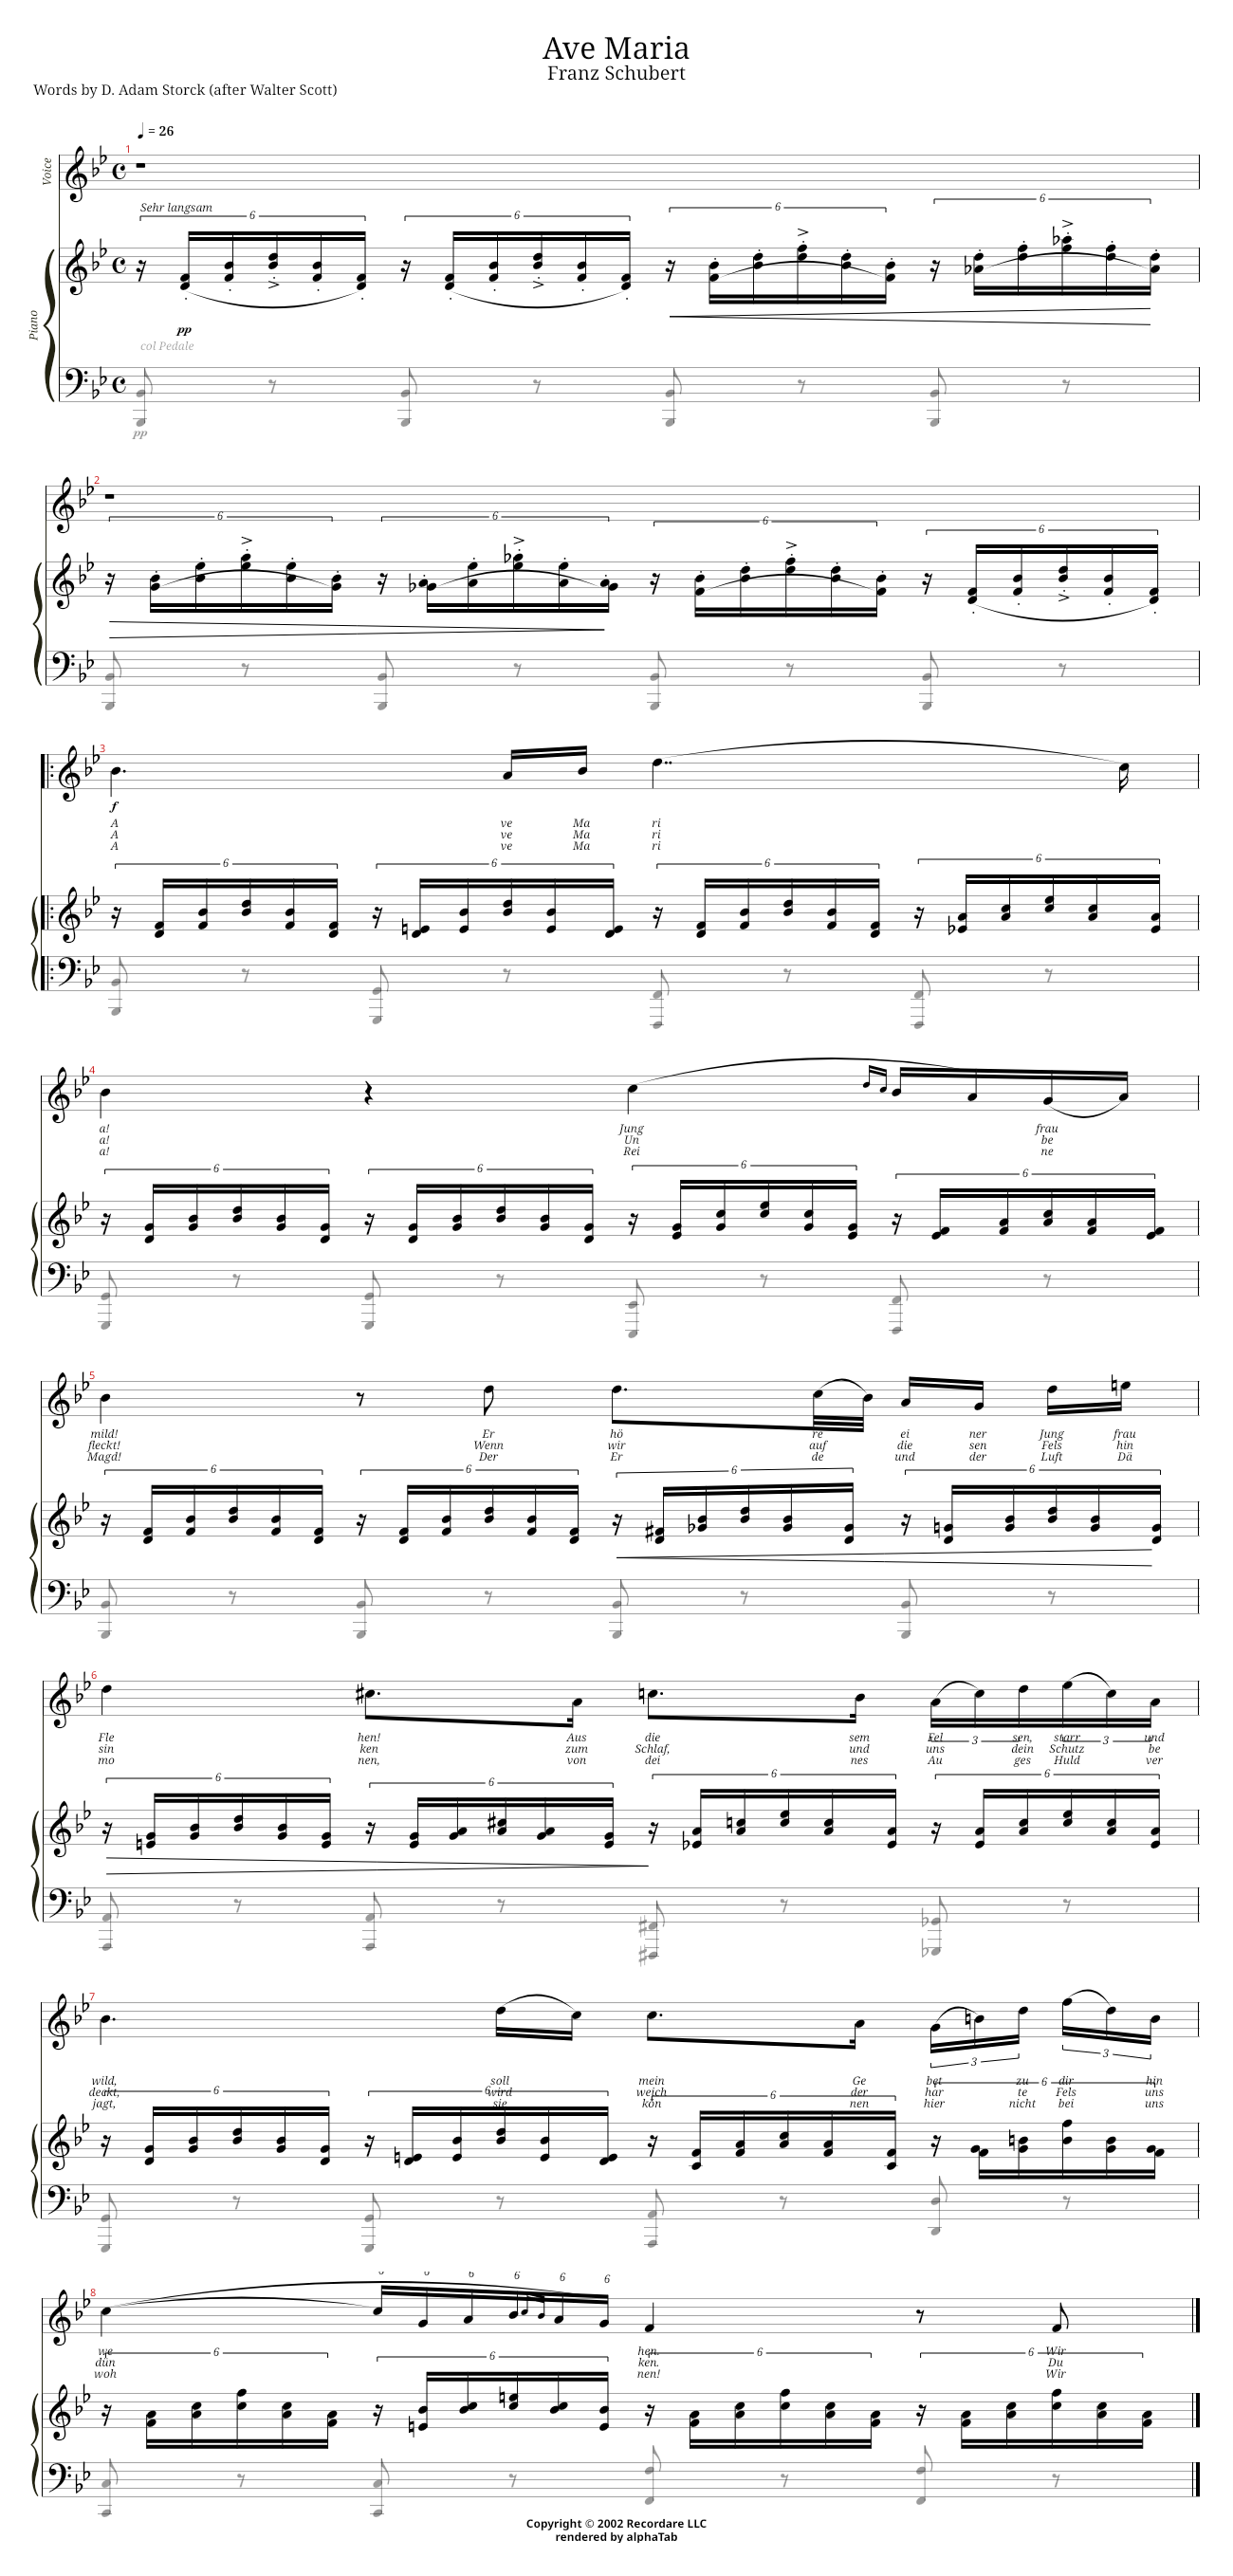 Ave Maria
Franz Schubert
Words by D. Adam Storck (after Walter Scott)
= 26
Voice
1
Sehr langsam
6 6 6 6
Piano
pp
col Pedale
pp
2
6 6 6 6
3
f
A ve Ma ri
A ve Ma ri
A ve Ma ri
6 6 6 6
4
a! Jung frau
a! Un be
a! Rei ne
6 6 6 6
5
mild! Er hö re ei ner Jung frau
fleckt! Wenn wir auf die sen Fels hin
Magd! Der Er de und der Luft Dä
6 6 6 6
6
Fle hen! Aus die sem Fel sen, starr und
3 3
sin ken zum Schlaf, und uns dein Schutz be
mo nen, von dei nes Au ges Huld ver
6 6 6 6
7
3 3
wild, soll mein Ge bet zu dir hin
deckt, wird weich der har te Fels uns
jagt, sie kön nen hier nicht bei uns
6 6 6 6
8
6 6 6 6
we hen. Wir
dün ken. Du
woh nen! Wir
6 6 6 6
Copyright © 2002 Recordare LLC
rendered by alphaTab